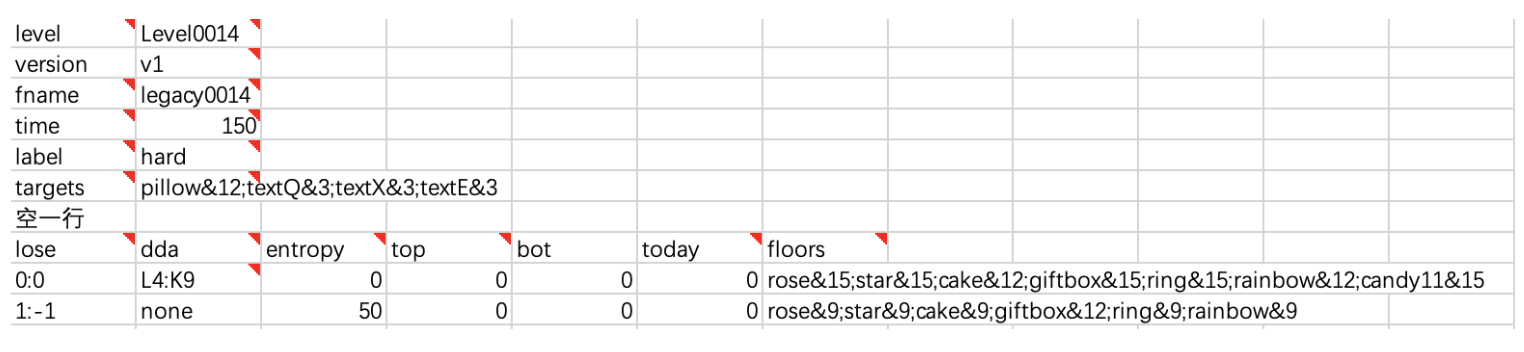 level Level0014
version v1
fname legacy0014
time 150
label hard
targets pillow&12;textQ&3;textX&3;textE&3
空一行
lose dda entropy top bot today floors
0:0 L4:K9 0 0 0 0 rose&15;star&15;cake&12;giftbox&15;ring&15;rainbow&12;candy11&15
1:-1 none 50 0 0 0 rose&9;star&9;cake&9;giftbox&12;ring&9;rainbow&9